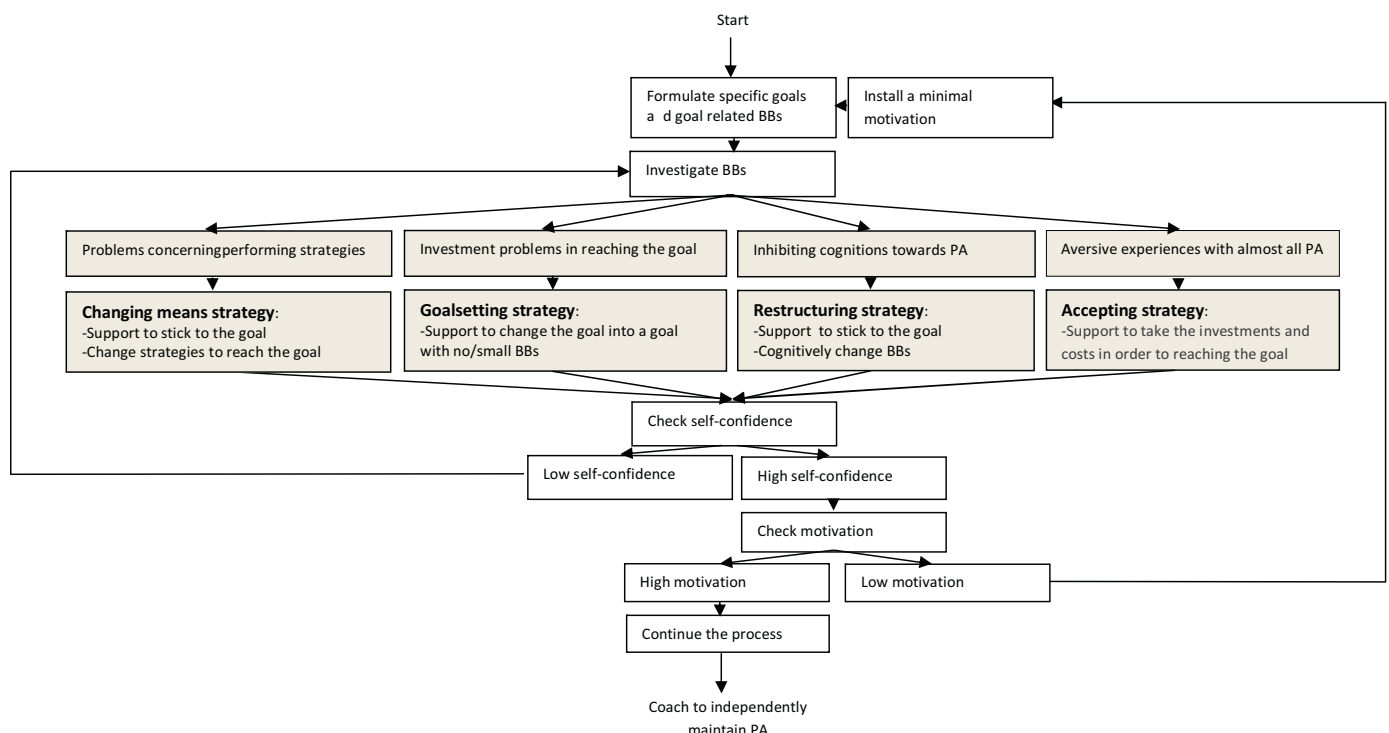 Start
Formulate specific goals
a d goal related BBs
Install a minimal
motivation
Investigate BBs
Problems concerningperforming strategies
Investment problems in reaching the goal
Inhibiting cognitions towards PA
Aversive experiences with almost all PA
Changing means strategy:
-Support to stick to the goal
-Change strategies to reach the goal
Goalsetting strategy:
-Support to change the goal into a goal
with no/small BBs
Restructuring strategy:
-Support to stick to the goal
-Cognitively change BBs
Accepting strategy:
-Support to take the investments and
costs in order to reaching the goal
Check self-confidence
Low self-confidence
High self-confidence
Check motivation
High motivation
Low motivation
Continue the process
Coach to independently
maintain PA